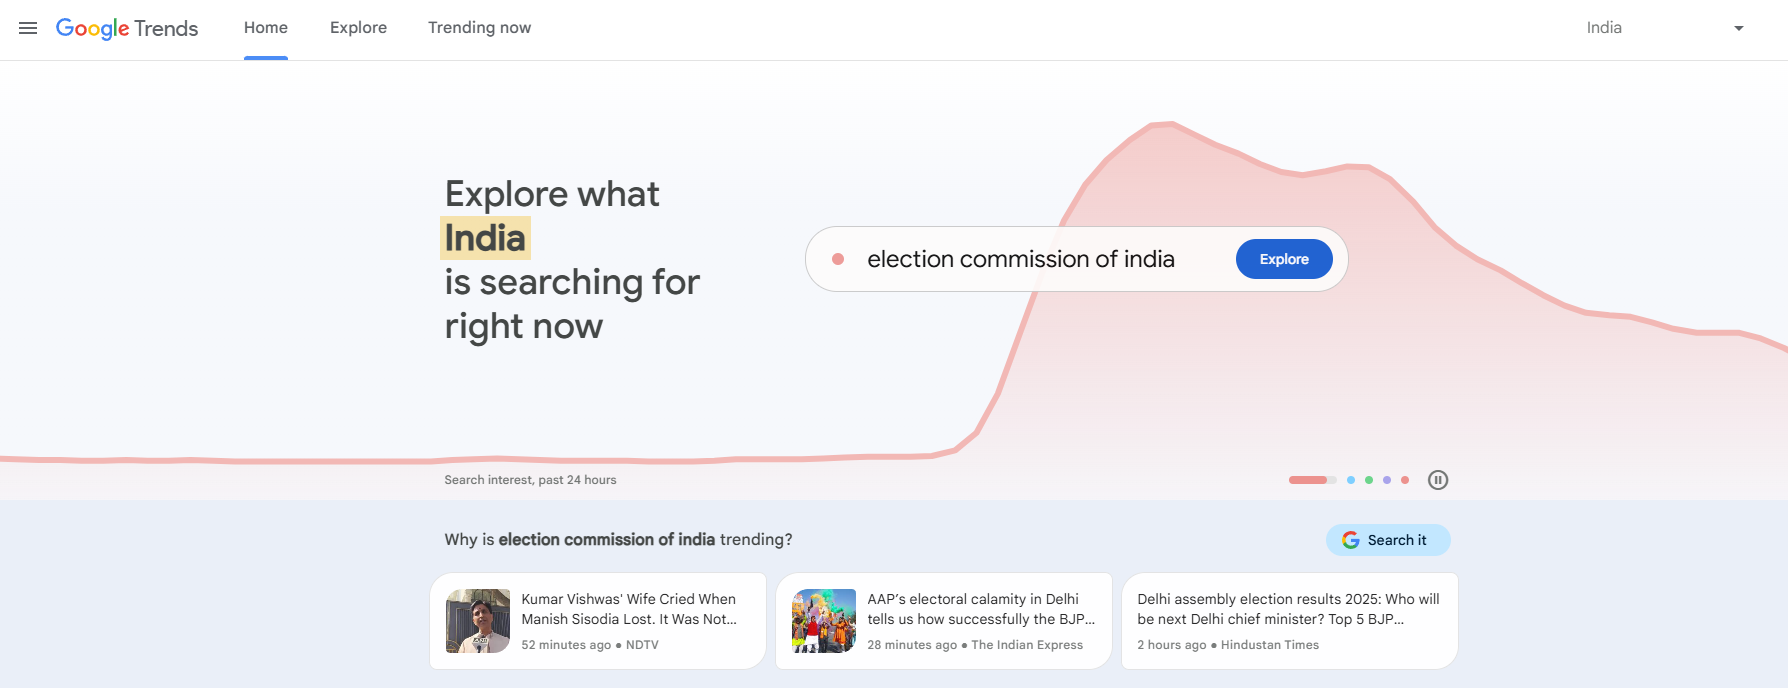 Google Trends
Home
Explore
Trending now
India
Explore what
India
is searching for
right now
election commission of india
Explore
Search interest, past 24 hours
Why is election commission of india trending?
Search it
Kumar Vishwas' Wife Cried When
Manish Sisodia Lost. It Was Not...
52 minutes ago ● NDTV
AAP's electoral calamity in Delhi
tells us how successfully the BJP...
28 minutes ago ● The Indian Express
Delhi assembly election results 2025: Who will
be next Delhi chief minister? Top 5 BJP...
2 hours ago ● Hindustan Times